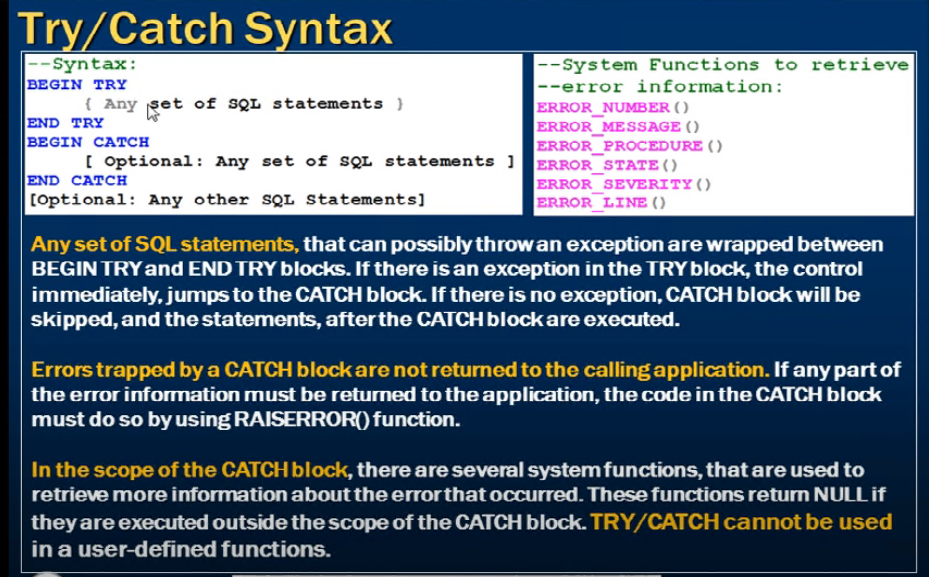 Try/Catch Syntax
--Syntax:
BEGIN TRY
{ Any set of SQL statements }
END TRY
BEGIN CATCH
[ Optional: Any set of SQL statements ]
END CATCH
[Optional: Any other SQL Statements]
--System Functions to retrieve
--error information:
ERROR_NUMBER()
ERROR_MESSAGE()
ERROR_PROCEDURE()
ERROR_STATE()
ERROR_SEVERITY()
ERROR_LINE()
Any set of SQL statements, that can possibly throw an exception are wrapped between
BEGIN TRY and END TRY blocks. If there is an exception in the TRY block, the control
immediately, jumps to the CATCH block. If there is no exception, CATCH block will be
skipped, and the statements, after the CATCH block are executed.
Errors trapped by a CATCH block are not returned to the calling application. If any part of
the error information must be returned to the application, the code in the CATCH block
must do so by using RAISERROR() function.
In the scope of the CATCH block, there are several system functions, that are used to
retrieve more information about the error that occurred. These functions return NULL if
they are executed outside the scope of the CATCH block. TRY/CATCH cannot be used
in a user-defined functions.